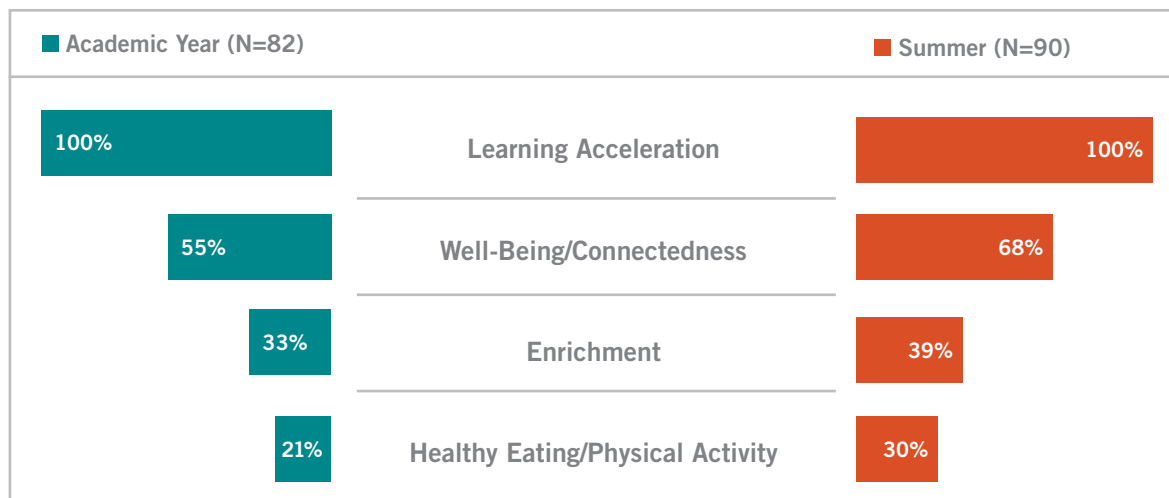 Academic Year (N=82)
Summer (N=90)
100%
Learning Acceleration
100%
55%
Well-Being/Connectedness
68%
33%
Enrichment
39%
21%
Healthy Eating/Physical Activity
30%